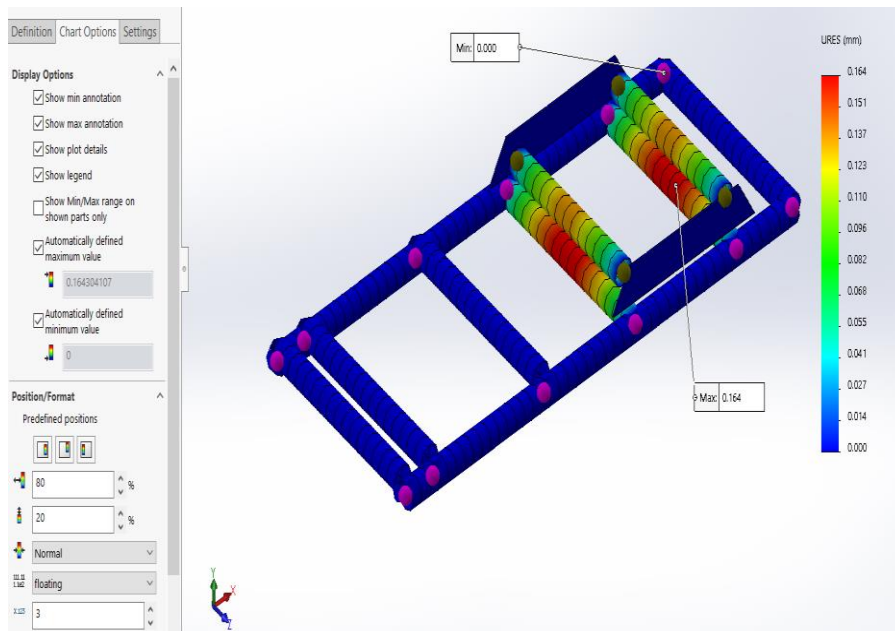 Definition Chart Options Settings
Display Options
Show min annotation
Show max annotation
Show plot details
Show legend
Show Min/Max range on
shown parts only
Automatically defined
maximum value
0.164304107
Automatically defined
minimum value
0
Position/Format
Predefined positions
80 %
20 %
Normal
floating
3
Min: 0.000
Max: 0.164
URES (mm)
0.164
0.151
0.137
0.123
0.110
0.096
0.082
0.068
0.055
0.041
0.027
0.014
0.000
Y
X
Z